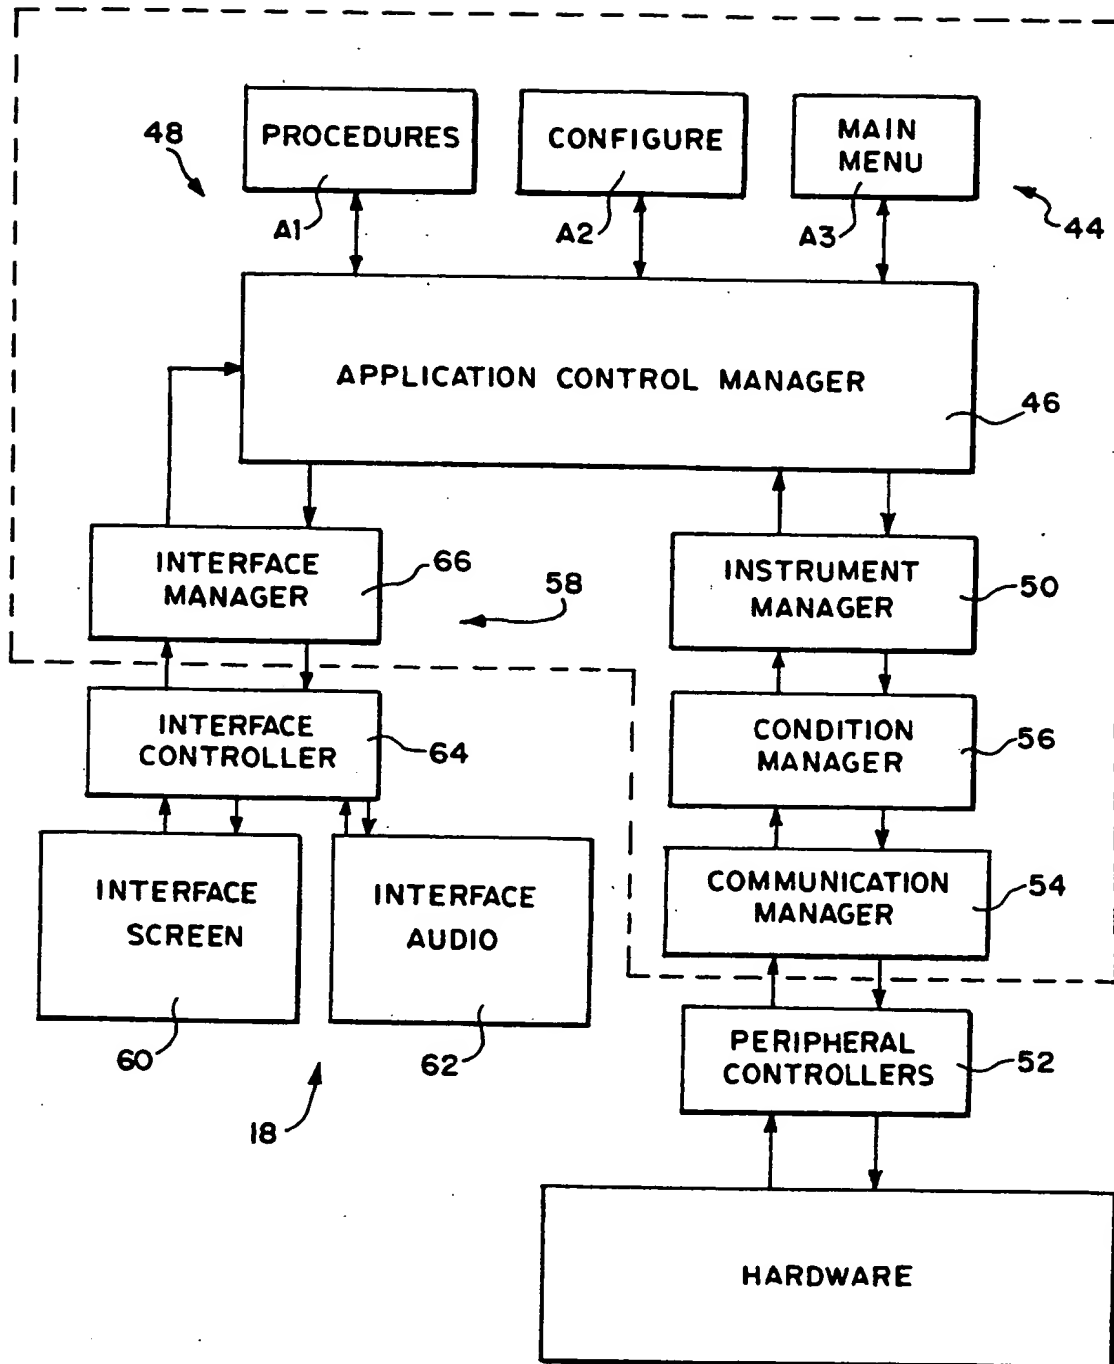 PROCEDURES
CONFIGURE
MAIN
MENU
48
A1
A2
A3
44
APPLICATION CONTROL MANAGER
46
INTERFACE
MANAGER
66
58
INSTRUMENT
MANAGER
50
INTERFACE
CONTROLLER
64
CONDITION
MANAGER
56
INTERFACE
SCREEN
60
INTERFACE
AUDIO
62
COMMUNICATION
MANAGER
54
18
PERIPHERAL
CONTROLLERS
52
HARDWARE